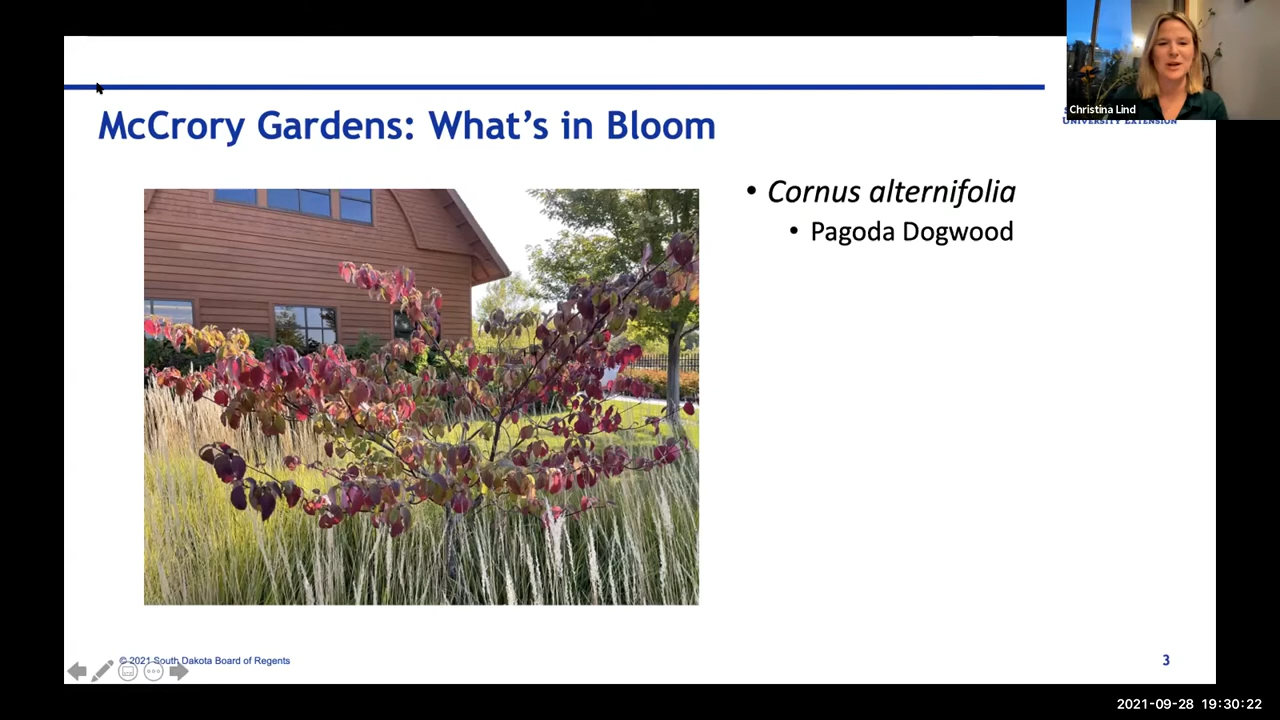 Christina Lind
UNIVERSITY EXTENSION
McCrory Gardens: What's in Bloom
• Cornus alternifolia
• Pagoda Dogwood
© 2021 South Dakota Board of Regents
3
2021-09-28 19:30:22